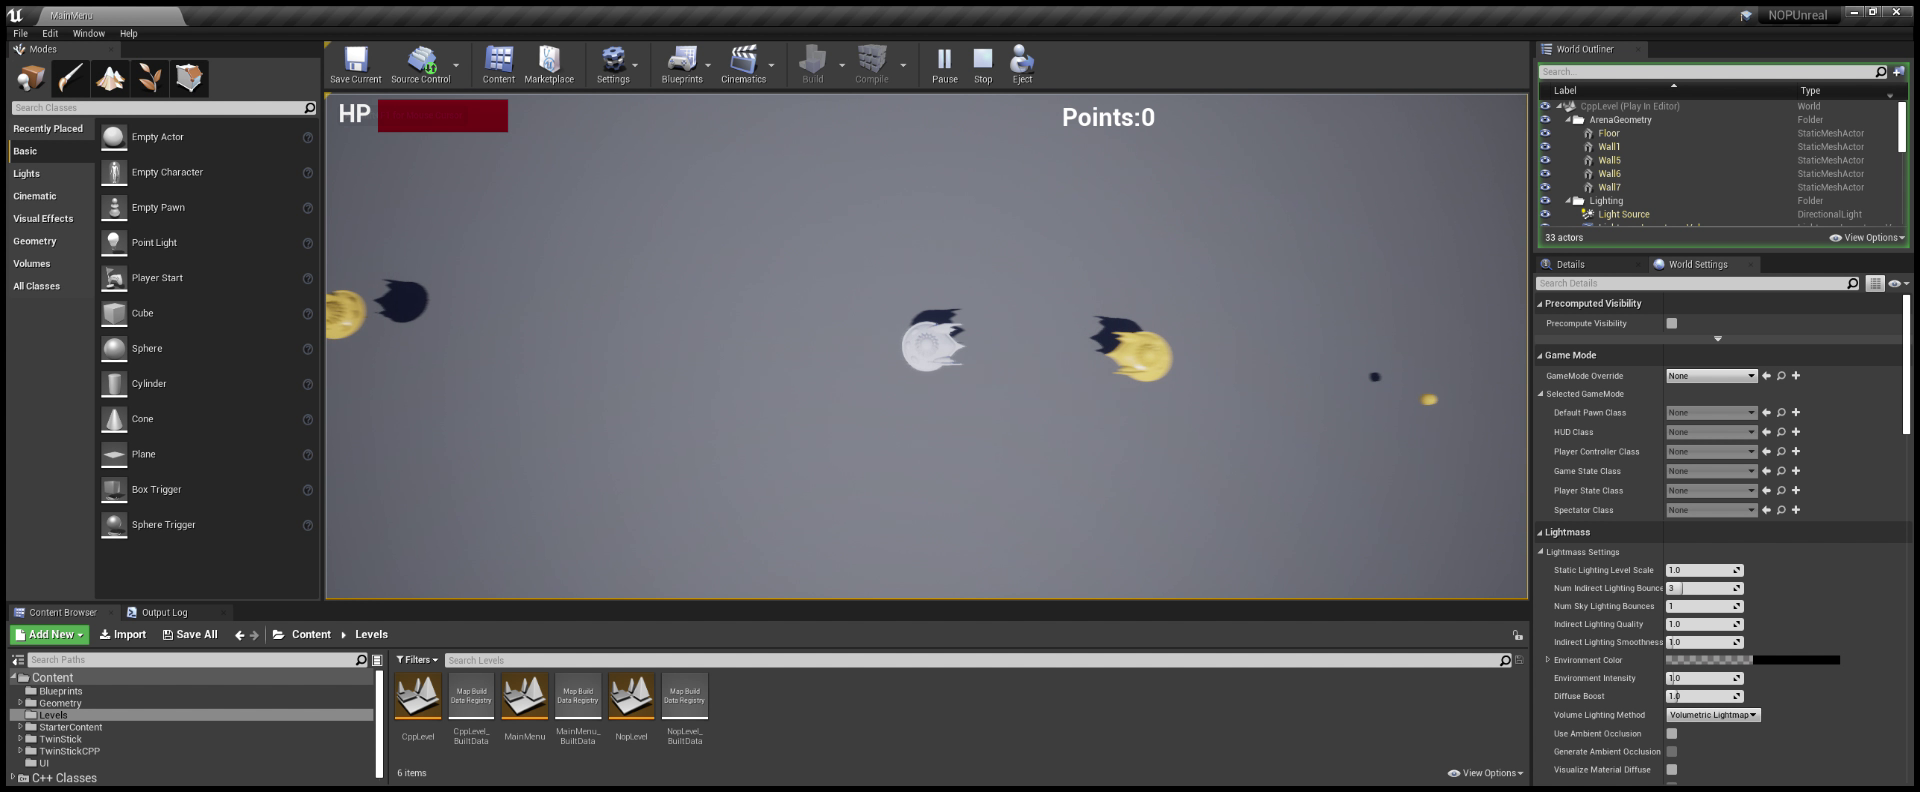 MainMenu
NOPUnreal
File Edit Window Help
Modes
Search Classes
Recently Placed
Basic
Lights
Cinematic
Visual Effects
Geometry
Volumes
All Classes
Empty Actor
Empty Character
Empty Pawn
Point Light
Player Start
Cube
Sphere
Cylinder
Cone
Plane
Box Trigger
Sphere Trigger
Save Current Source Control Content Marketplace Settings Blueprints Cinematics Build Compile Pause Stop Eject
HP
Points:0
World Outliner
Search...
Label Type
CppLevel (Play In Editor) World
ArenaGeometry Folder
Floor StaticMeshActor
Wall1 StaticMeshActor
Wall5 StaticMeshActor
Wall6 StaticMeshActor
Wall7 StaticMeshActor
Lighting Folder
Light Source DirectionalLight
33 actors View Options
Details World Settings
Search Details
Precomputed Visibility
Precompute Visibility
Game Mode
GameMode Override None
Selected GameMode
Default Pawn Class None
HUD Class None
Player Controller Class None
Game State Class None
Player State Class None
Spectator Class None
Lightmass
Lightmass Settings
Static Lighting Level Scale 1.0
Num Indirect Lighting Bounce 3
Num Sky Lighting Bounces 1
Indirect Lighting Quality 1.0
Indirect Lighting Smoothness 1.0
Environment Color
Environment Intensity 1.0
Diffuse Boost 1.0
Volume Lighting Method Volumetric Lightmap
Use Ambient Occlusion
Generate Ambient Occlusion
Visualize Material Diffuse
Content Browser Output Log
Add New Import Save All Content Levels
Search Paths
Content
Blueprints
Geometry
Levels
StarterContent
TwinStick
TwinStickCPP
UI
C++ Classes
Filters Search Levels
Map Build Data Registry
Map Build Data Registry
Map Build Data Registry
CppLevel
CppLevel_BuiltData
MainMenu
MainMenu_BuiltData
NopLevel
NopLevel_BuiltData
6 items View Options